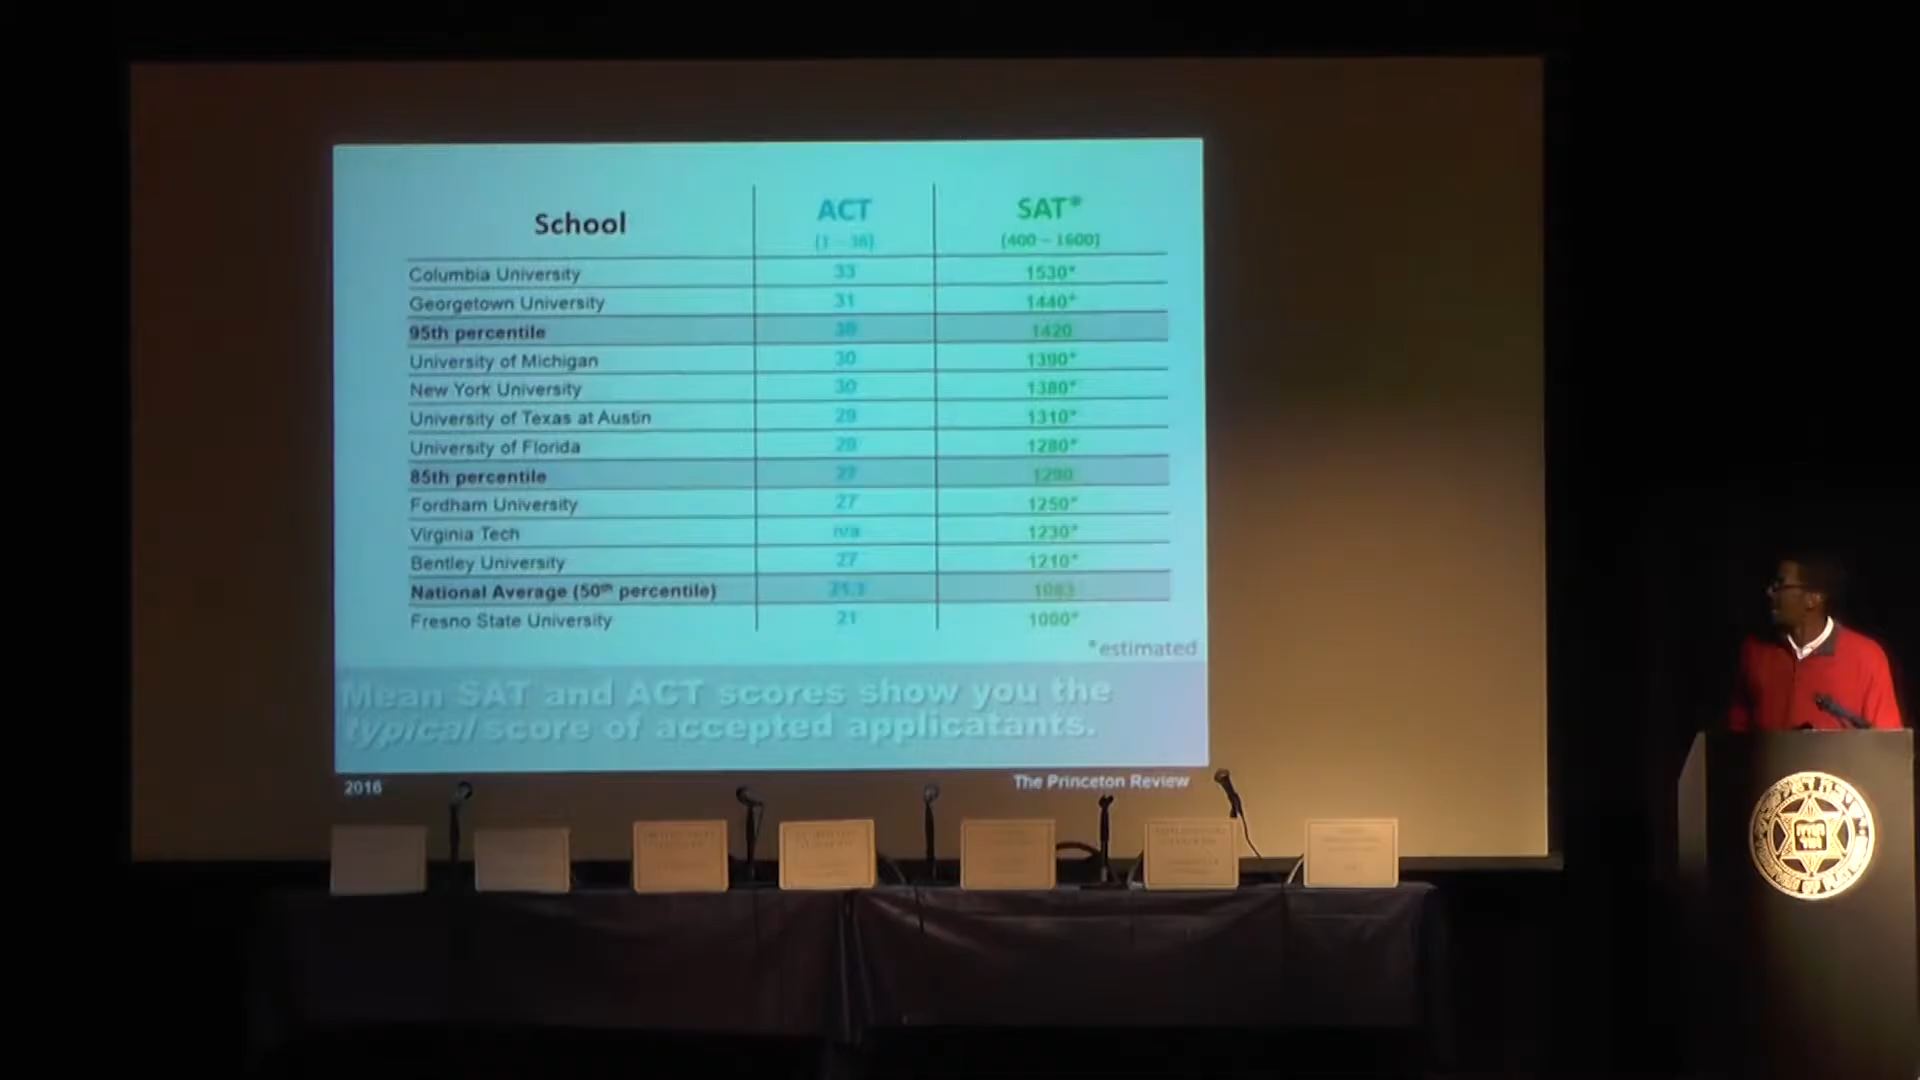 School ACT SAT*
(1 – 36) (400 – 1600)
Columbia University 33 1530*
Georgetown University 31 1440*
95th percentile 30 1420
University of Michigan 30 1390*
New York University 30 1380*
University of Texas at Austin 29 1310*
University of Florida 1280*
85th percentile 27
Fordham University 27 1250*
Virginia Tech n/a 1230*
Bentley University 27 1210*
National Average (50th percentile) 1083
Fresno State University 21 1000*
*estimated
Mean SAT and ACT scores show you the
typical score of accepted applicatants.
2016 The Princeton Review